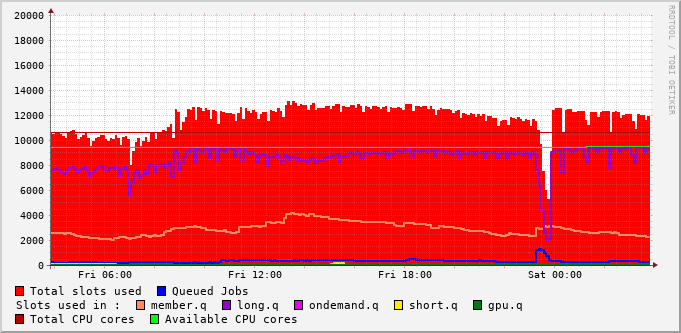 20000
18000
16000
14000
12000
10000
8000
6000
4000
2000
0
Fri 06:00 Fri 12:00 Fri 18:00 Sat 00:00
RRDTOOL / TOBI OETIKER
Total slots used Queued Jobs
Slots used in : member.q long.q ondemand.q short.q gpu.q
Total CPU cores Available CPU cores